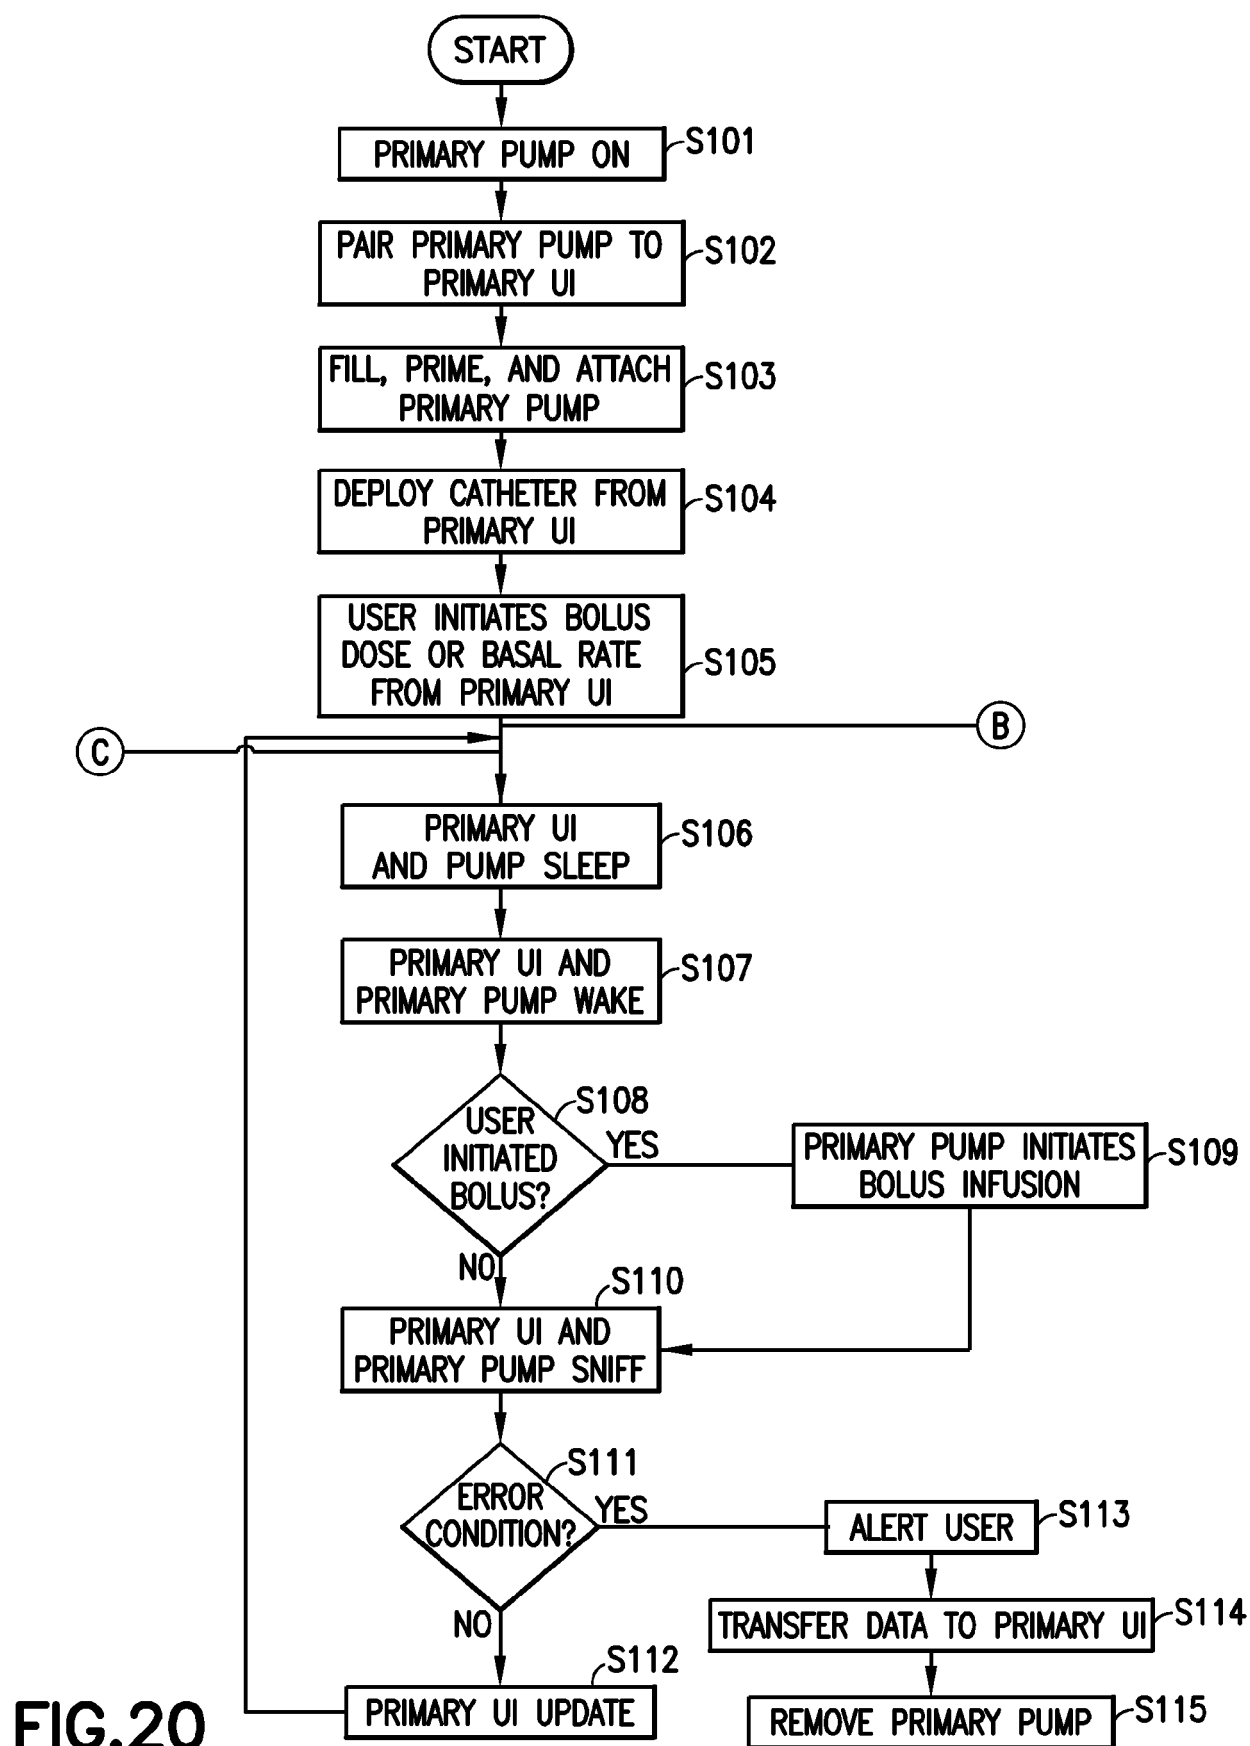 START
PRIMARY PUMP ON
S101
PAIR PRIMARY PUMP TO
PRIMARY UI
S102
FILL, PRIME, AND ATTACH
PRIMARY PUMP
S103
DEPLOY CATHETER FROM
PRIMARY UI
S104
USER INITIATES BOLUS
DOSE OR BASAL RATE
FROM PRIMARY UI
S105
B
C
PRIMARY UI
AND PUMP SLEEP
S106
PRIMARY UI AND
PRIMARY PUMP WAKE
S107
USER
INITIATED
BOLUS?
S108
YES
PRIMARY PUMP INITIATES
BOLUS INFUSION
S109
NO
PRIMARY UI AND
PRIMARY PUMP SNIFF
S110
ERROR
CONDITION?
S111
YES
ALERT USER
S113
TRANSFER DATA TO PRIMARY UI
S114
NO
PRIMARY UI UPDATE
S112
REMOVE PRIMARY PUMP
S115
FIG.20